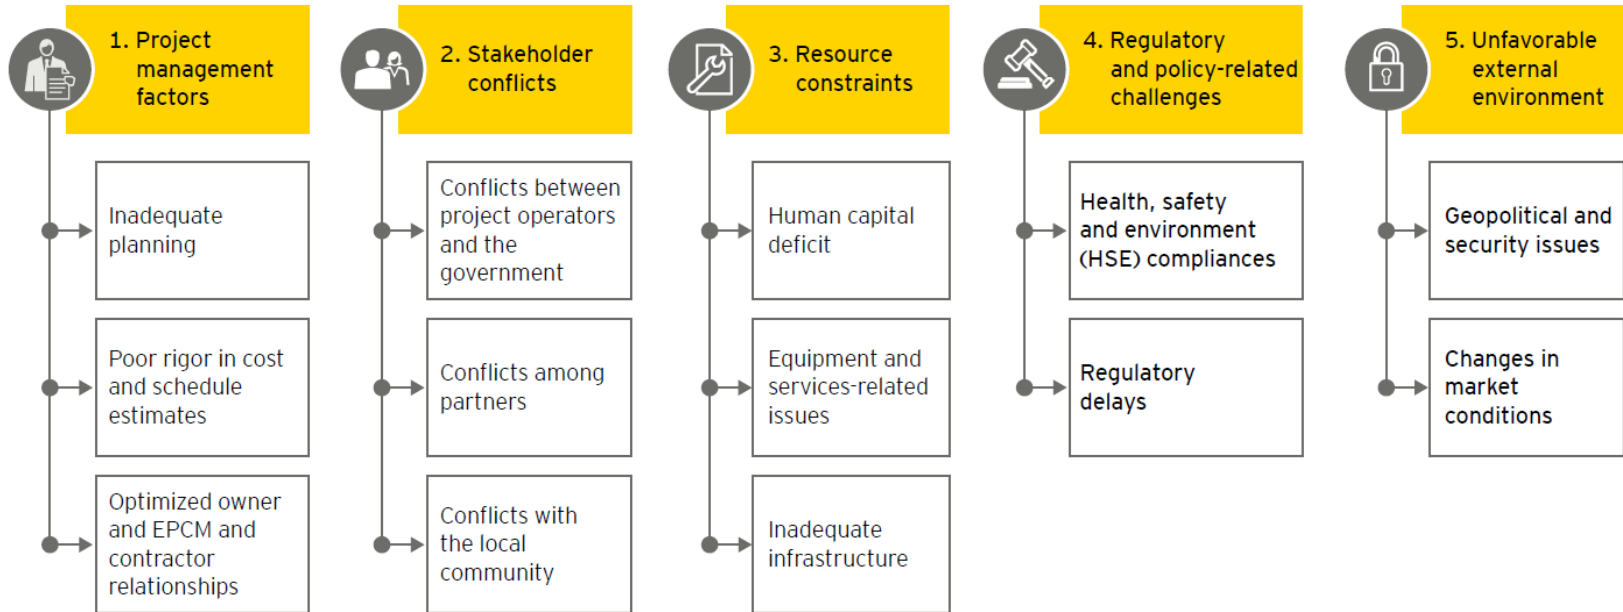 1. Project
management
factors
Inadequate
planning
Poor rigor in cost
and schedule
estimates
Optimized owner
and EPCM and
contractor
relationships
2. Stakeholder
conflicts
Conflicts between
project operators
and the
government
Conflicts among
partners
Conflicts with
the local
community
3. Resource
constraints
Human capital
deficit
Equipment and
services-related
issues
Inadequate
infrastructure
4. Regulatory
and policy-related
challenges
Health, safety
and environment
(HSE) compliances
Regulatory
delays
5. Unfavorable
external
environment
Geopolitical and
security issues
Changes in
market
conditions